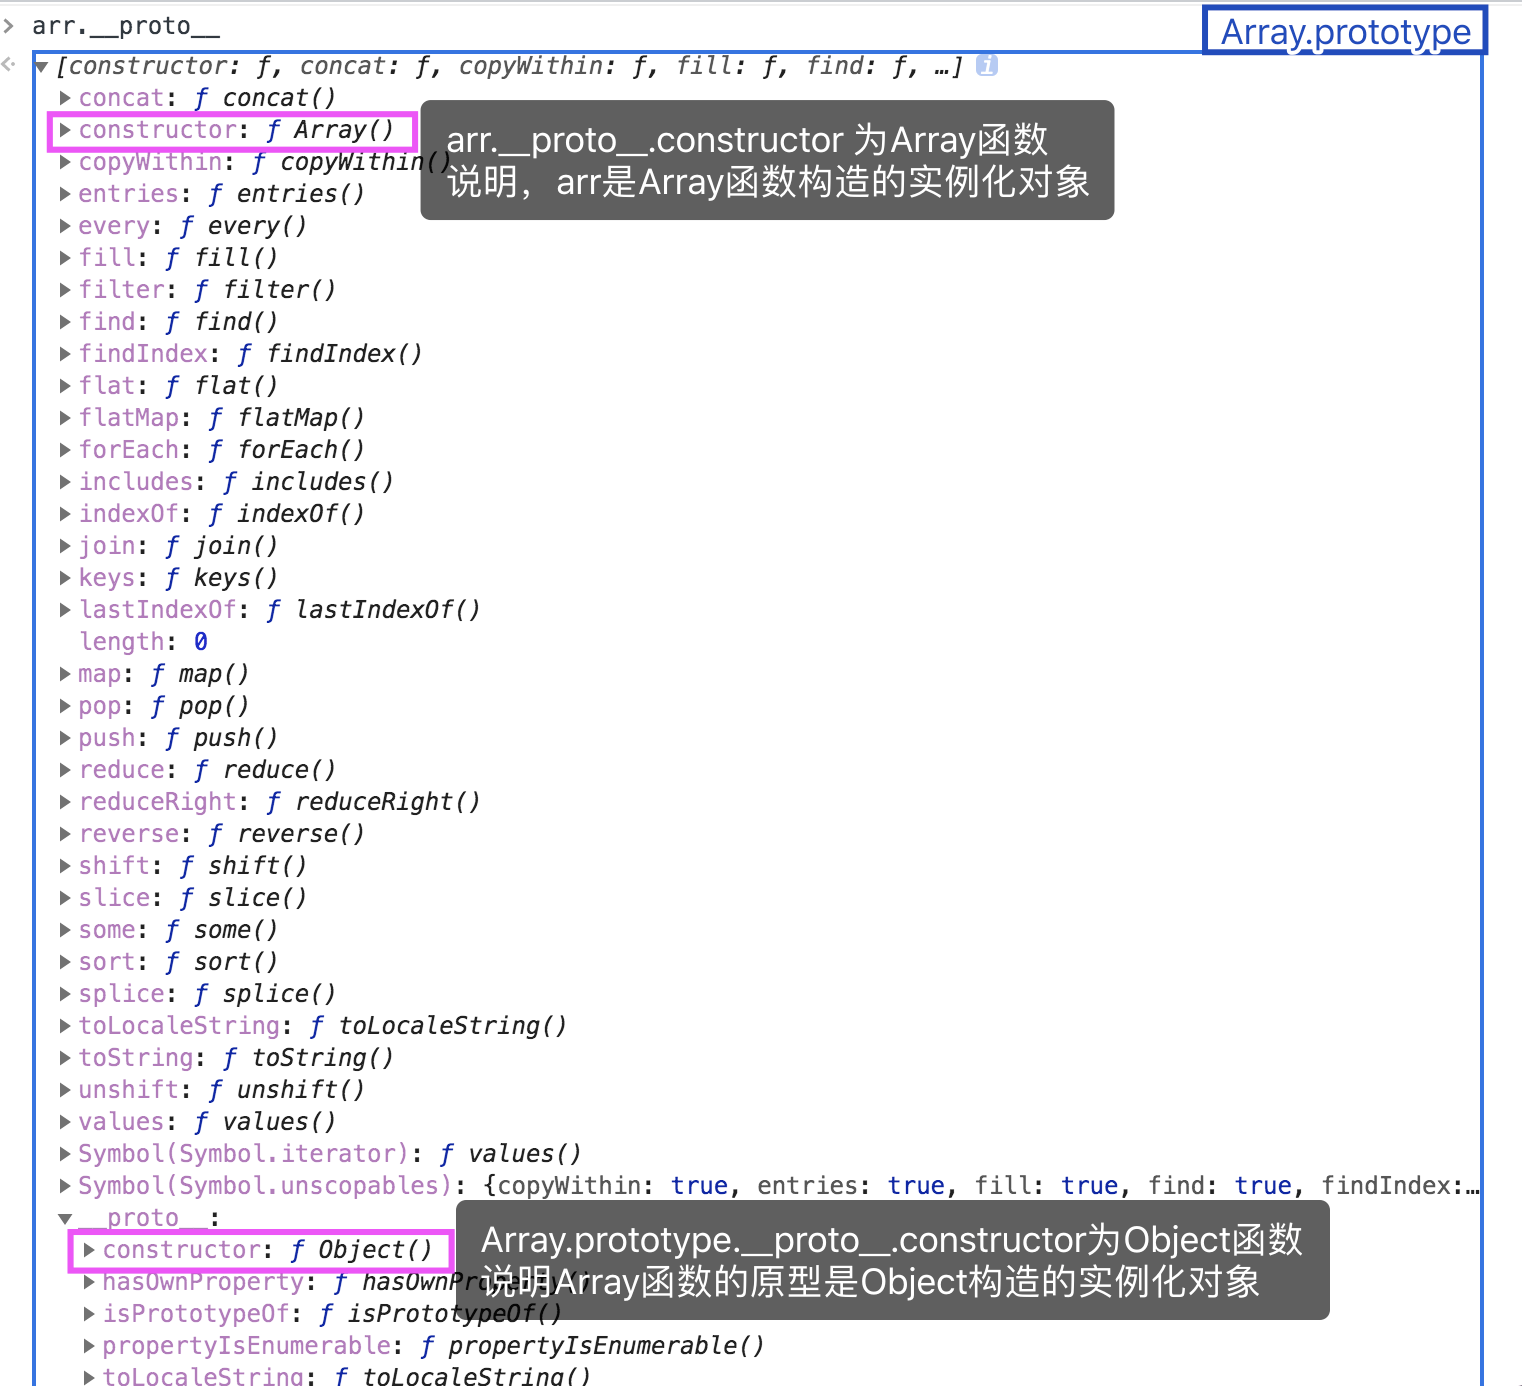 arr.__proto__
Array.prototype
[constructor: ƒ, concat: ƒ, copyWithin: ƒ, fill: ƒ, find: ƒ, …]
concat: ƒ concat()
constructor: ƒ Array()
arr.__proto__.constructor 为Array函数
说明，arr是Array函数构造的实例化对象
copyWithin: ƒ copyWithin()
entries: ƒ entries()
every: ƒ every()
fill: ƒ fill()
filter: ƒ filter()
find: ƒ find()
findIndex: ƒ findIndex()
flat: ƒ flat()
flatMap: ƒ flatMap()
forEach: ƒ forEach()
includes: ƒ includes()
indexOf: ƒ indexOf()
join: ƒ join()
keys: ƒ keys()
lastIndexOf: ƒ lastIndexOf()
length: 0
map: ƒ map()
pop: ƒ pop()
push: ƒ push()
reduce: ƒ reduce()
reduceRight: ƒ reduceRight()
reverse: ƒ reverse()
shift: ƒ shift()
slice: ƒ slice()
some: ƒ some()
sort: ƒ sort()
splice: ƒ splice()
toLocaleString: ƒ toLocaleString()
toString: ƒ toString()
unshift: ƒ unshift()
values: ƒ values()
Symbol(Symbol.iterator): ƒ values()
Symbol(Symbol.unscopables): {copyWithin: true, entries: true, fill: true, find: true, findIndex:…
__proto__:
constructor: ƒ Object()
Array.prototype.__proto__.constructor为Object函数
说明Array函数的原型是Object构造的实例化对象
hasOwnProperty: ƒ hasOwnProperty()
isPrototypeOf: ƒ isPrototypeOf()
propertyIsEnumerable: ƒ propertyIsEnumerable()
toLocaleString: ƒ toLocaleString()